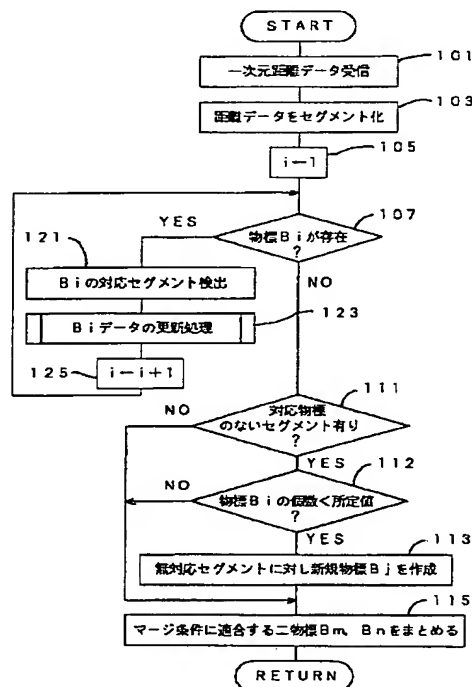 START
101
一次元距離データ受信
103
距離データをセグメント化
105
i←1
107
YES
物標Biが存在
?
121
NO
Biの対応セグメント検出
Biデータの更新処理
123
125
i←i+1
111
NO
対応物標
のないセグメント有り
?
YES
112
NO
物標Biの個数<所定値
?
YES
113
無対応セグメントに対し新規物標Bjを作成
115
マージ条件に適合する二物標Bm、Bnをまとめる
RETURN